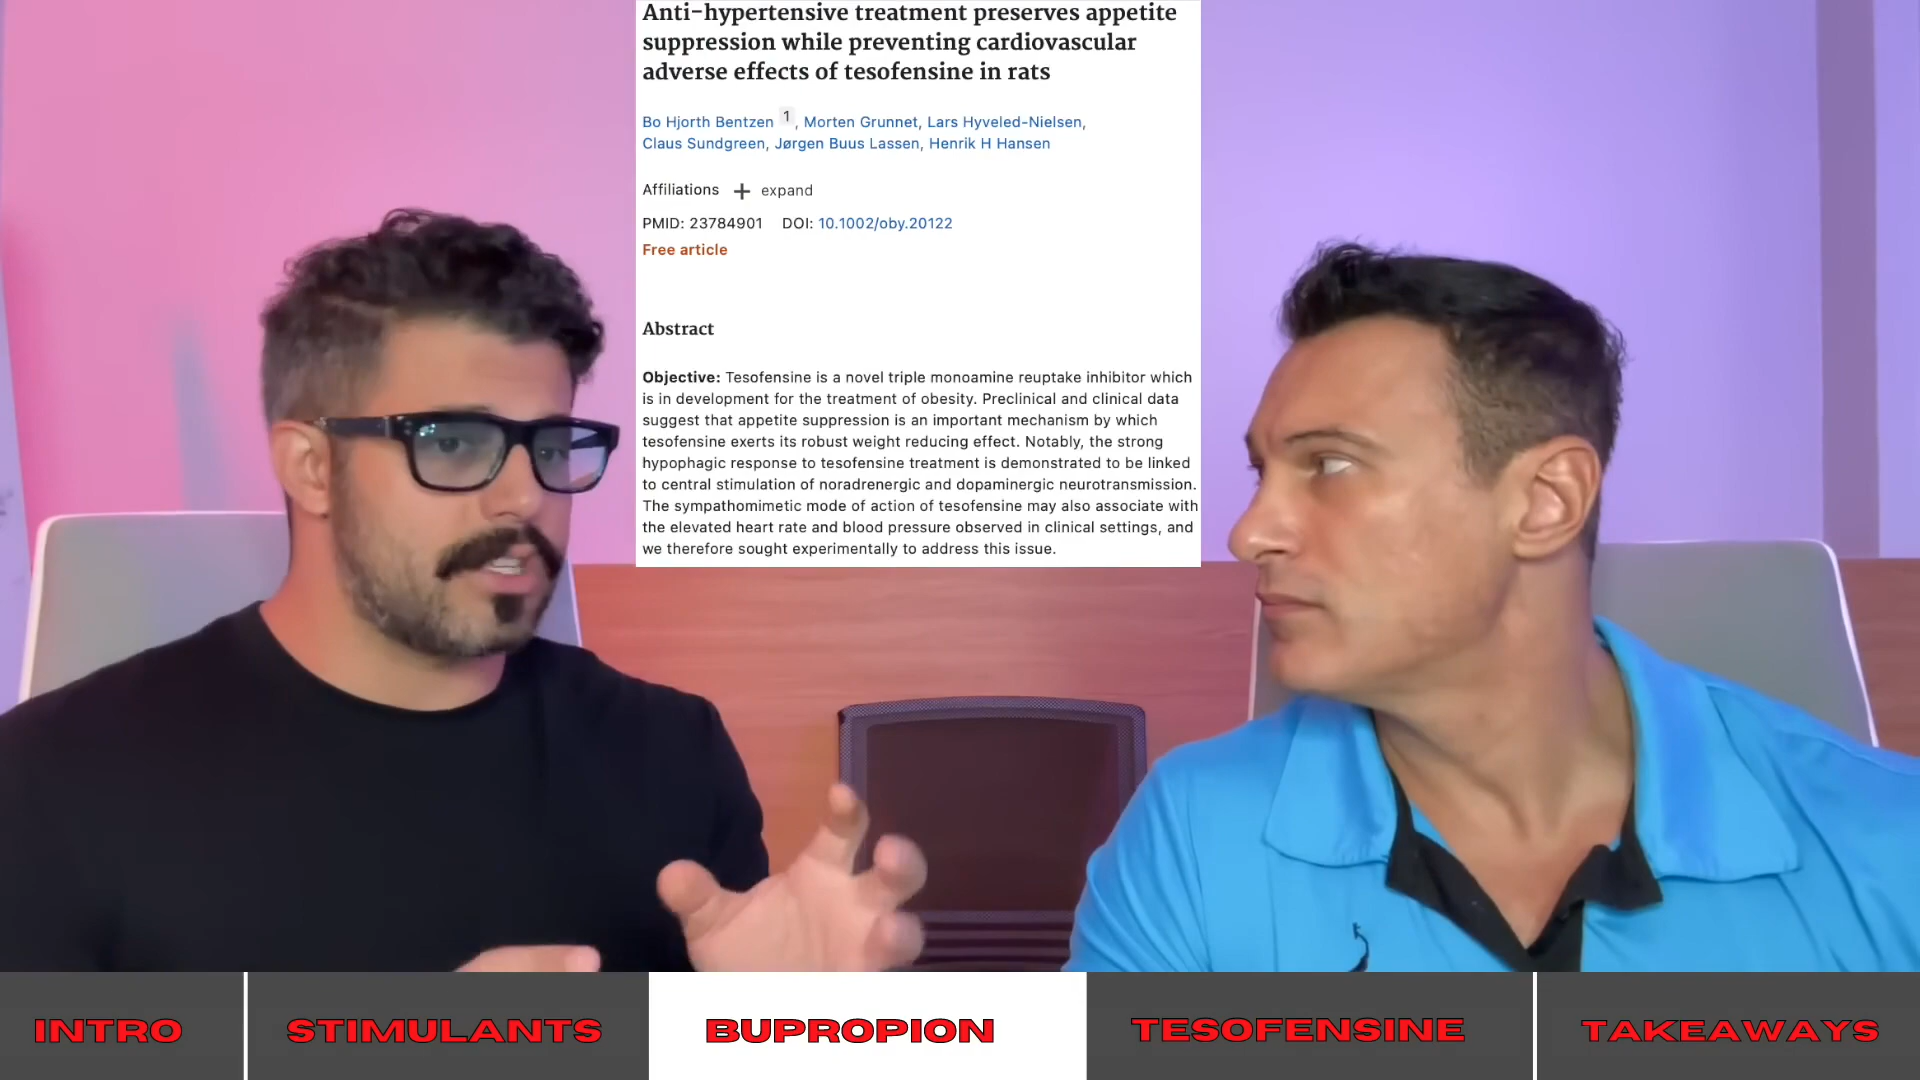 Anti-hypertensive treatment preserves appetite
suppression while preventing cardiovascular
adverse effects of tesofensine in rats
Bo Hjorth Bentzen 1, Morten Grunnet, Lars Hyveled-Nielsen,
Claus Sundgreen, Jørgen Buus Lassen, Henrik H Hansen
Affiliations + expand
PMID: 23784901 DOI: 10.1002/oby.20122
Free article
Abstract
Objective: Tesofensine is a novel triple monoamine reuptake inhibitor which
is in development for the treatment of obesity. Preclinical and clinical data
suggest that appetite suppression is an important mechanism by which
tesofensine exerts its robust weight reducing effect. Notably, the strong
hypophagic response to tesofensine treatment is demonstrated to be linked
to central stimulation of noradrenergic and dopaminergic neurotransmission.
The sympathomimetic mode of action of tesofensine may also associate with
the elevated heart rate and blood pressure observed in clinical settings, and
we therefore sought experimentally to address this issue.
INTRO STIMULANTS BUPROPION TESOFENSINE TAKEAWAYS